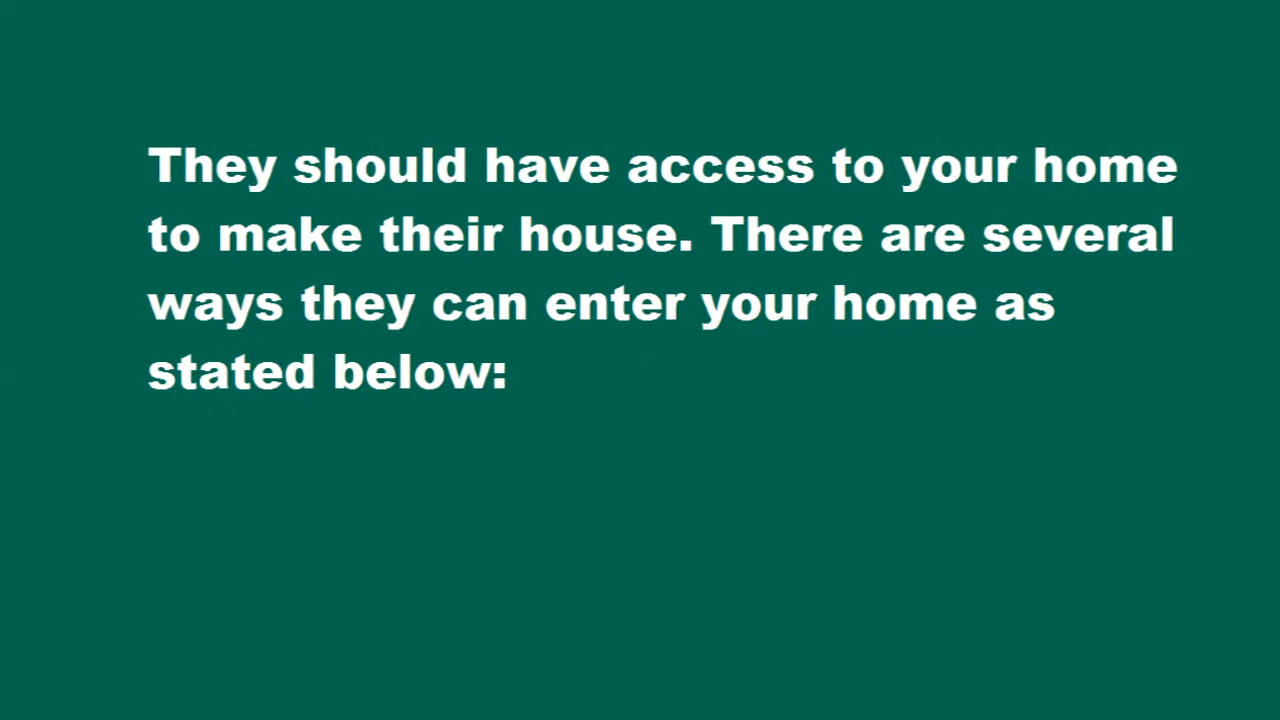 They should have access to your home
to make their house. There are several
ways they can enter your home as
stated below: